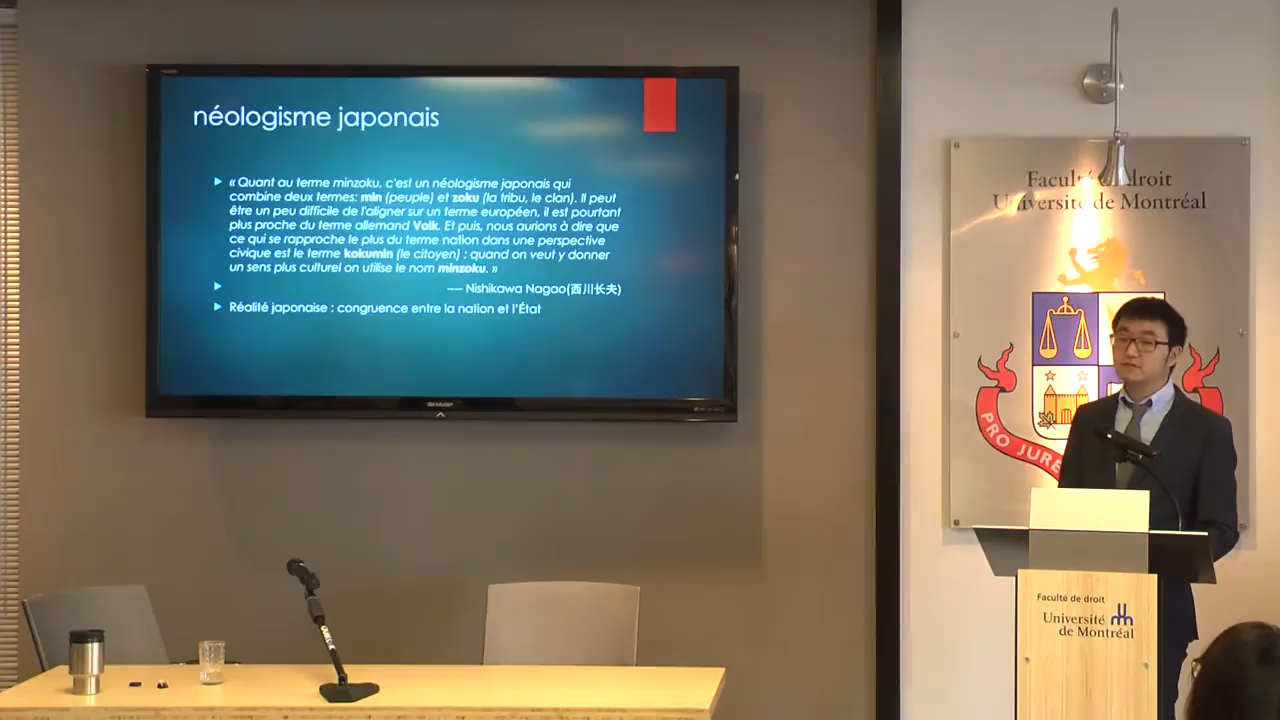 néologisme japonais
« Quant au terme minzoku, c'est un néologisme japonais qui
combine deux termes: min (peuple) et zoku (la tribu, le clan). Il peut
être un peu difficile de l'aligner sur un terme européen, il est pourtant
plus proche du terme allemand Volk. Et puis, nous aurions à dire que
ce qui se rapproche le plus du terme nation dans une perspective
civique est le terme kokumin (le citoyen) ; quand on veut y donner
un sens plus culturel on utilise le nom minzoku. »
---- Nishikawa Nagao(西川长夫)
Réalité japonaise : congruence entre la nation et l'État
SHARP
Faculté de droit
Université de Montréal
PRO JURE
Faculté de droit
Université
de Montréal